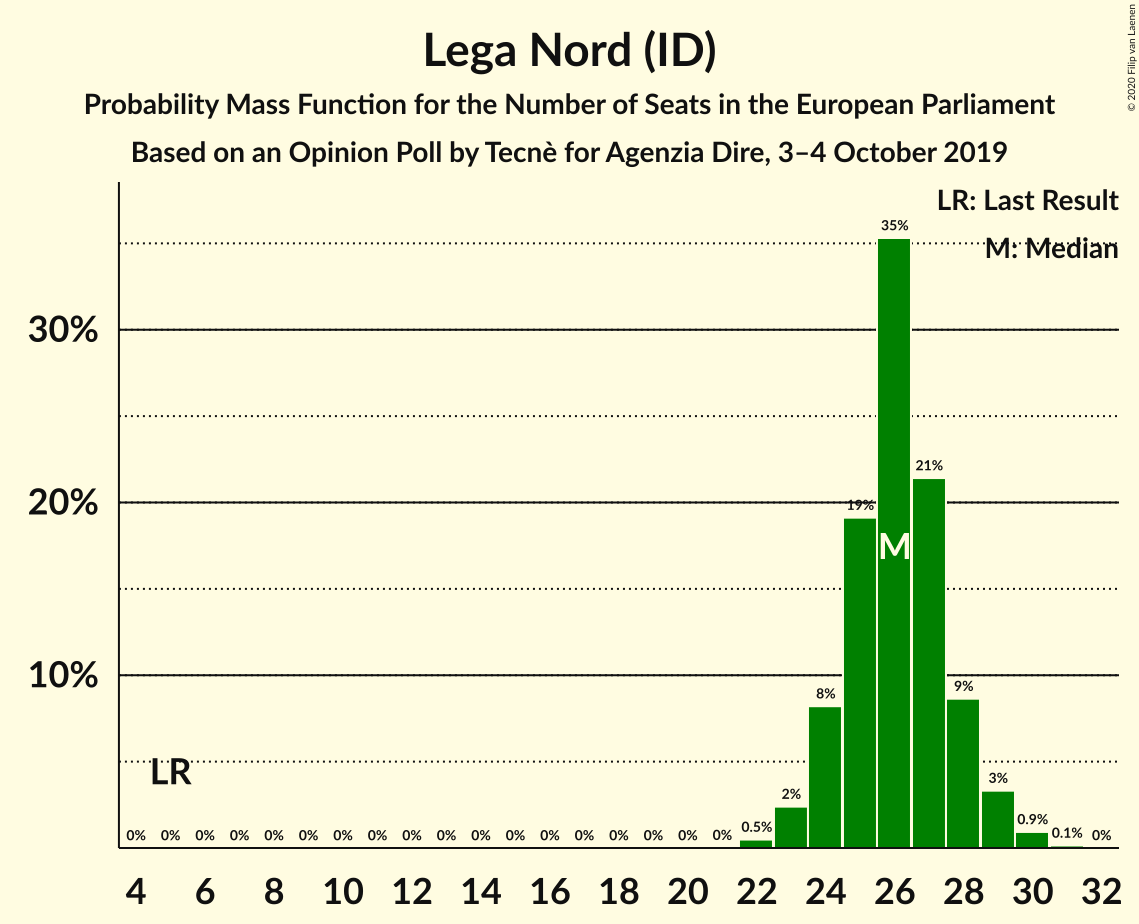 Lega Nord (ID)
Probability Mass Function for the Number of Seats in the European Parliament
Based on an Opinion Poll by Tecnè for Agenzia Dire, 3–4 October 2019
© 2020 Filip van Laenen
LR: Last Result
M: Median
30%
20%
10%
35%
21%
19%
M
8%
9%
LR
2%
3%
0% 0% 0% 0% 0% 0% 0% 0% 0% 0% 0% 0% 0% 0% 0% 0% 0% 0% 0.5% 0.9% 0.1% 0%
4 6 8 10 12 14 16 18 20 22 24 26 28 30 32